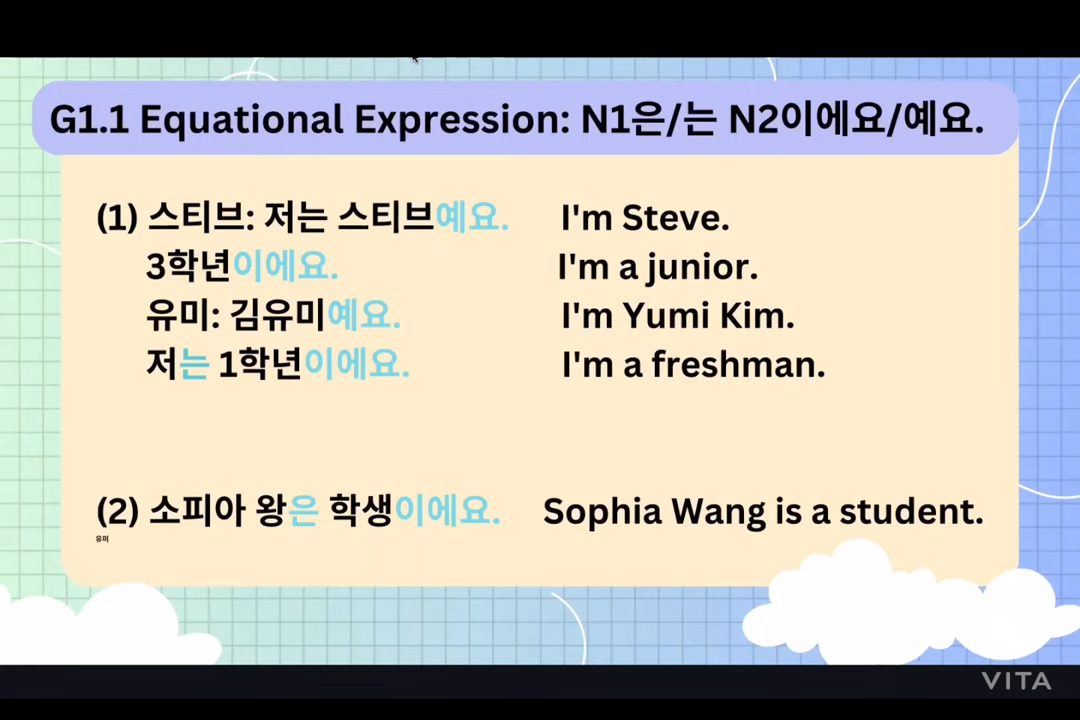 G1.1 Equational Expression: N1은/는 N2이에요/예요.
(1) 스티브: 저는 스티브예요. I'm Steve.
3학년이에요. I'm a junior.
유미: 김유미예요. I'm Yumi Kim.
저는 1학년이에요. I'm a freshman.
(2) 소피아 왕은 학생이에요. Sophia Wang is a student.
유미
VITA